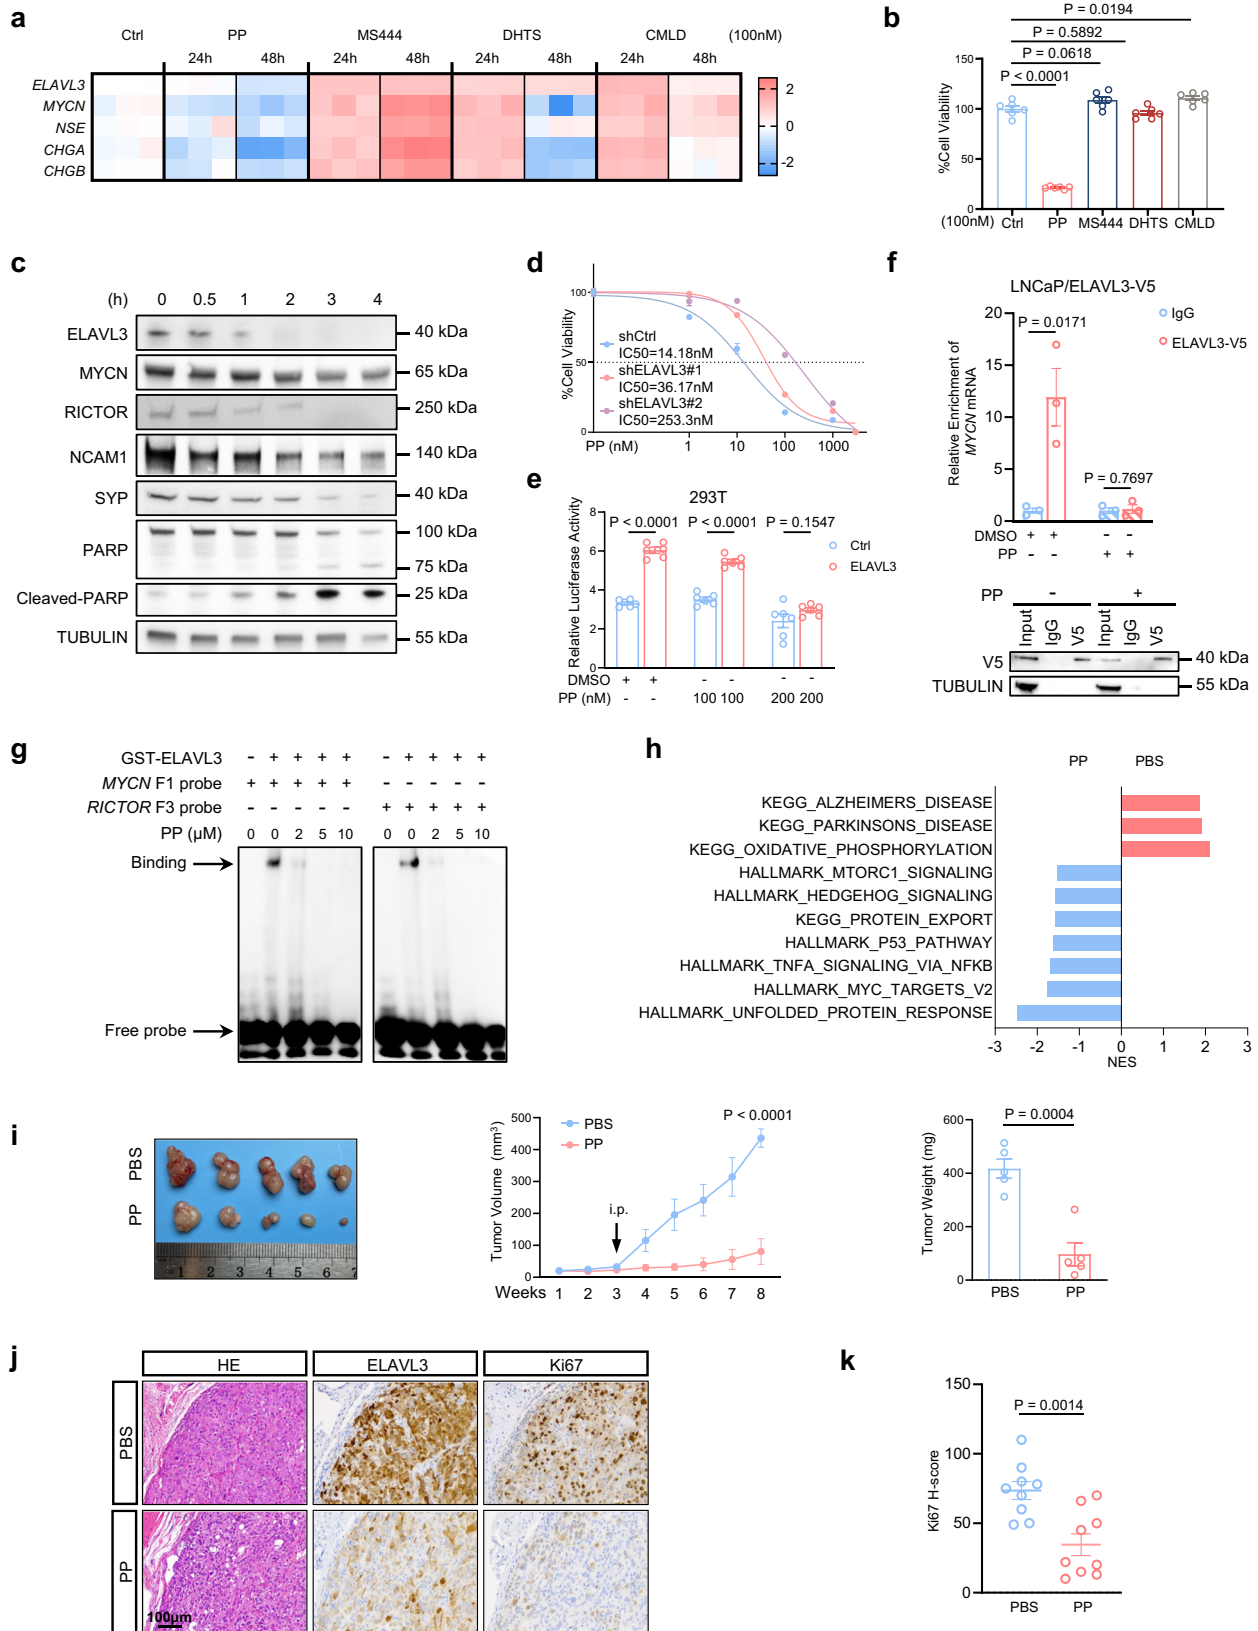 a
Ctrl PP MS444 DHTS CMLD (100nM)
24h 48h 24h 48h 24h 48h 24h 48h
ELAVL3
MYCN
NSE
CHGA
CHGB
2
0
-2
b
P = 0.0194
P = 0.5892
P = 0.0618
P < 0.0001
%Cell Viability
150
100
50
0
(100nM) Ctrl PP MS444 DHTS CMLD
c
(h) 0 0.5 1 2 3 4
ELAVL3 40 kDa
MYCN 65 kDa
RICTOR 250 kDa
NCAM1 140 kDa
SYP 40 kDa
PARP 100 kDa
75 kDa
Cleaved-PARP 25 kDa
TUBULIN 55 kDa
d
%Cell Viability
100
50
0
shCtrl
IC50=14.18nM
shELAVL3#1
IC50=36.17nM
shELAVL3#2
IC50=253.3nM
PP (nM) 1 10 100 1000
e
293T
Relative Luciferase Activity
8
6
4
2
0
P < 0.0001 P < 0.0001 P = 0.1547
Ctrl
ELAVL3
DMSO + + - - - -
PP (nM) - - 100 100 200 200
f
LNCaP/ELAVL3-V5
Relative Enrichment of
MYCN mRNA
20
15
10
5
0
P = 0.0171
P = 0.7697
IgG
ELAVL3-V5
DMSO + + - -
PP - - + +
PP - +
Input IgG V5 Input IgG V5
V5 40 kDa
TUBULIN 55 kDa
g
GST-ELAVL3 - + + + + - + + + +
MYCN F1 probe + + + + + - - - - -
RICTOR F3 probe - - - - - + + + + +
PP (μM) 0 0 2 5 10 0 0 2 5 10
Binding
Free probe
h
PP PBS
KEGG_ALZHEIMERS_DISEASE
KEGG_PARKINSONS_DISEASE
KEGG_OXIDATIVE_PHOSPHORYLATION
HALLMARK_MTORC1_SIGNALING
HALLMARK_HEDGEHOG_SIGNALING
KEGG_PROTEIN_EXPORT
HALLMARK_P53_PATHWAY
HALLMARK_TNFA_SIGNALING_VIA_NFKB
HALLMARK_MYC_TARGETS_V2
HALLMARK_UNFOLDED_PROTEIN_RESPONSE
-3 -2 -1 0 1 2 3
NES
i
PBS
PP
1 2 3 4 5 6 7
Tumor Volume (mm³)
500
400
300
200
100
0
PBS
PP
P < 0.0001
i.p.
Weeks 1 2 3 4 5 6 7 8
Tumor Weight (mg)
600
400
200
0
P = 0.0004
PBS PP
j
HE ELAVL3 Ki67
PBS
PP
100μm
k
Ki67 H-score
150
100
50
0
P = 0.0014
PBS PP